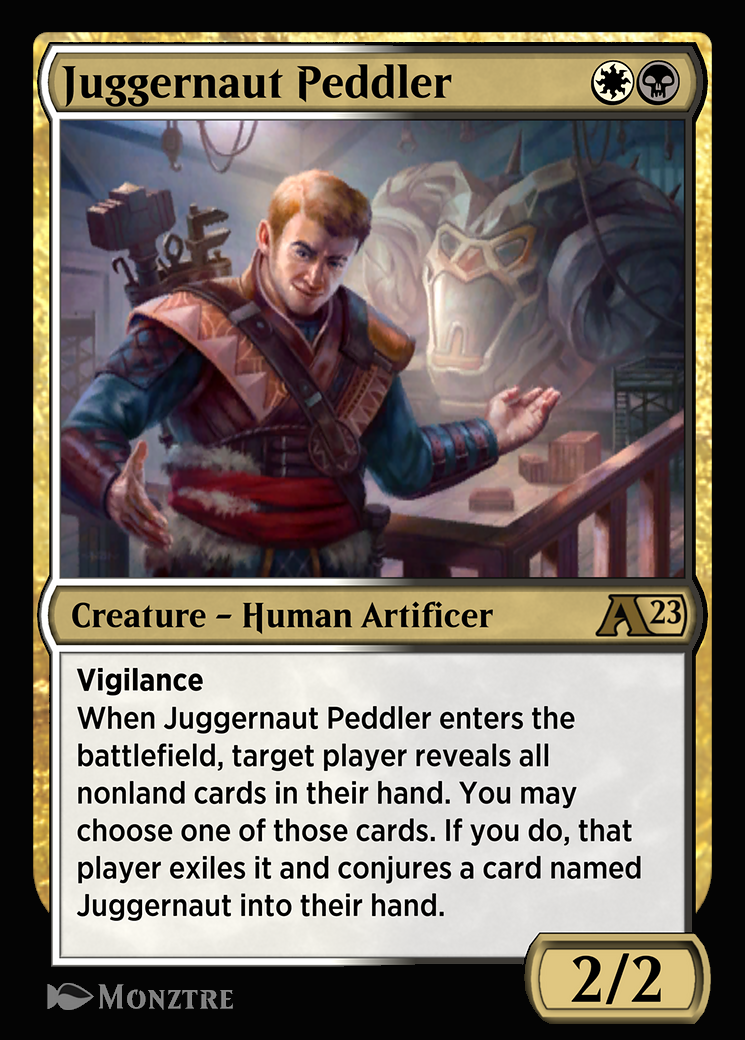 Juggernaut Peddler
Creature – Human Artificer
A23
Vigilance
When Juggernaut Peddler enters the
battlefield, target player reveals all
nonland cards in their hand. You may
choose one of those cards. If you do, that
player exiles it and conjures a card named
Juggernaut into their hand.
2/2
Monztre